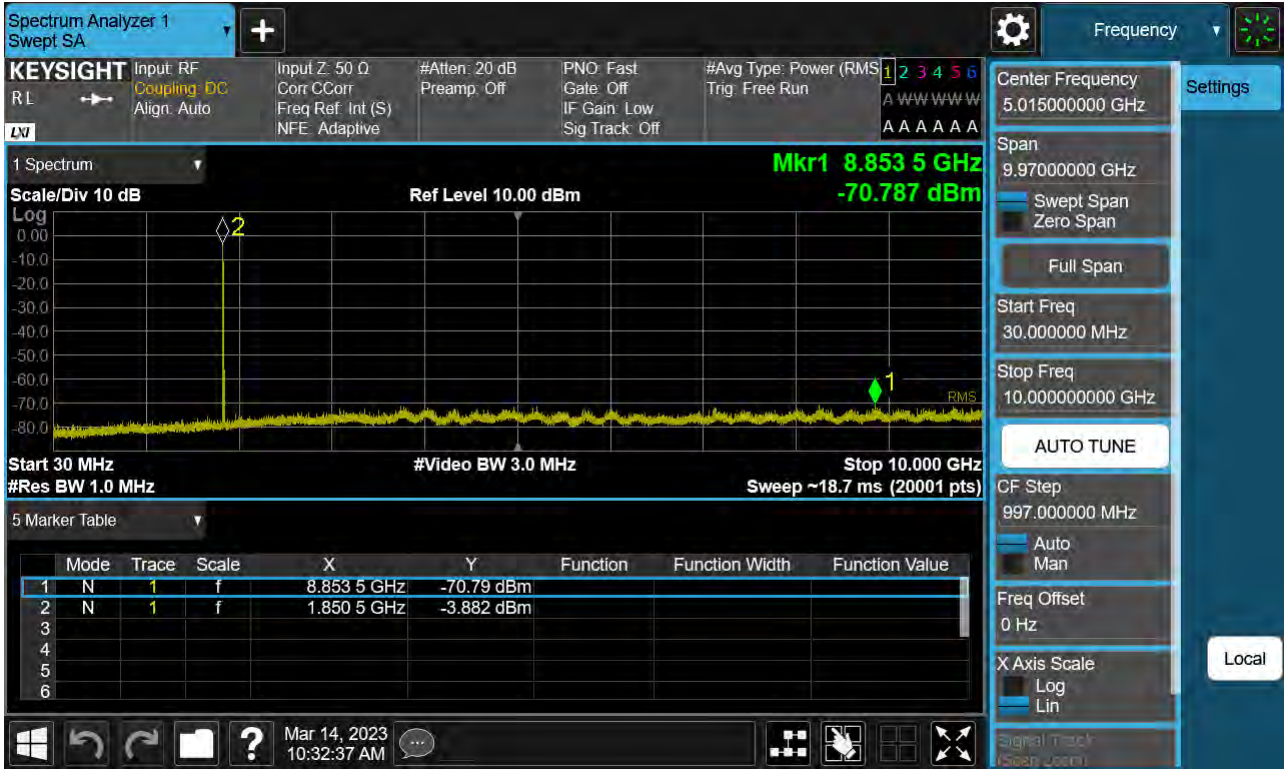 Spectrum Analyzer 1
Swept SA
Frequency
KEYSIGHT
R L
LXI
Input: RF
Coupling: DC
Align: Auto
Input Z: 50 Ω
Corr CCorr
Freq Ref: Int (S)
NFE: Adaptive
#Atten: 20 dB
Preamp: Off
PNO: Fast
Gate: Off
IF Gain: Low
Sig Track: Off
#Avg Type: Power (RMS
Trig: Free Run
1 2 3 4 5 6
A W W W W W
A A A A A A
1 Spectrum
Mkr1 8.853 5 GHz
Scale/Div 10 dB
Ref Level 10.00 dBm
-70.787 dBm
Log
2
0.00
-10.0
-20.0
-30.0
-40.0
-50.0
-60.0
1
-70.0
RMS
-80.0
Start 30 MHz
#Video BW 3.0 MHz
Stop 10.000 GHz
#Res BW 1.0 MHz
Sweep ~18.7 ms (20001 pts)
5 Marker Table
Mode Trace Scale X Y Function Function Width Function Value
1 N 1 f 8.853 5 GHz -70.79 dBm
2 N 1 f 1.850 5 GHz -3.882 dBm
3
4
5
6
Mar 14, 2023
10:32:37 AM
Center Frequency
5.015000000 GHz
Settings
Span
9.97000000 GHz
Swept Span
Zero Span
Full Span
Start Freq
30.000000 MHz
Stop Freq
10.000000000 GHz
AUTO TUNE
CF Step
997.000000 MHz
Auto
Man
Freq Offset
0 Hz
X Axis Scale
Log
Lin
Local
Signal Track
(Span Zoom)